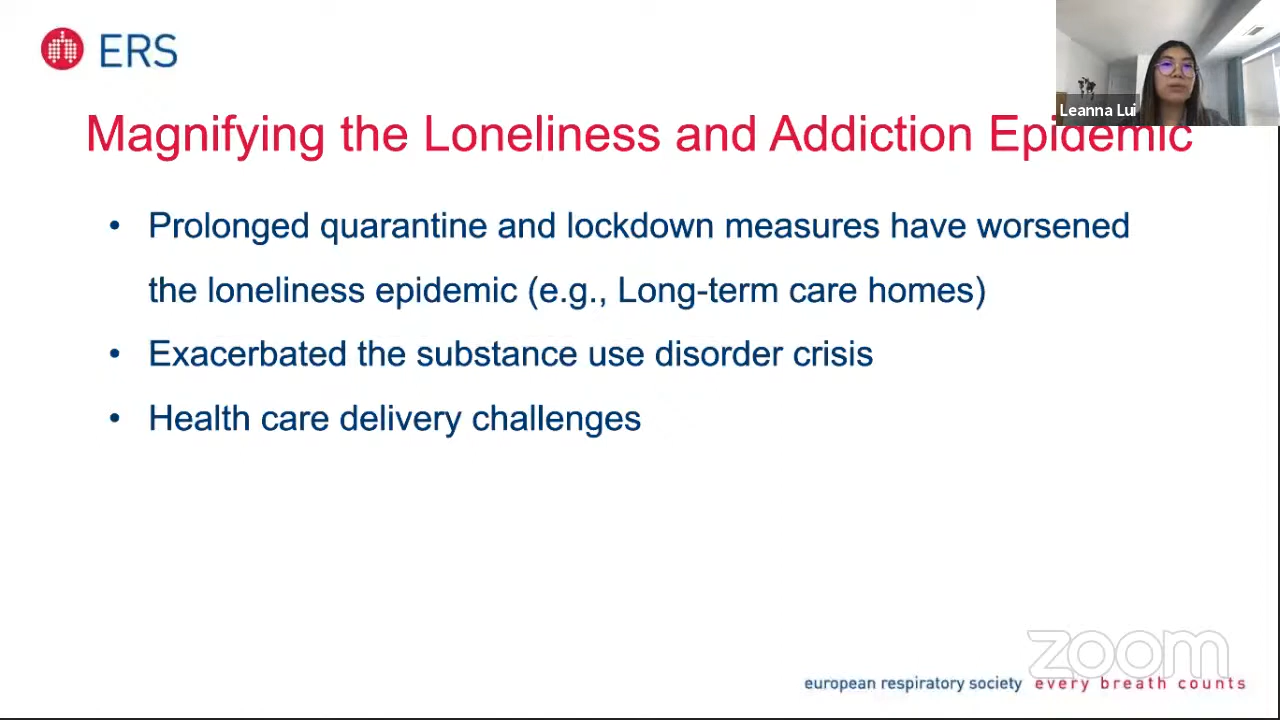 ERS
Leanna Lui
Magnifying the Loneliness and Addiction Epidemic
• Prolonged quarantine and lockdown measures have worsened
the loneliness epidemic (e.g., Long-term care homes)
• Exacerbated the substance use disorder crisis
• Health care delivery challenges
zoom
european respiratory society every breath counts